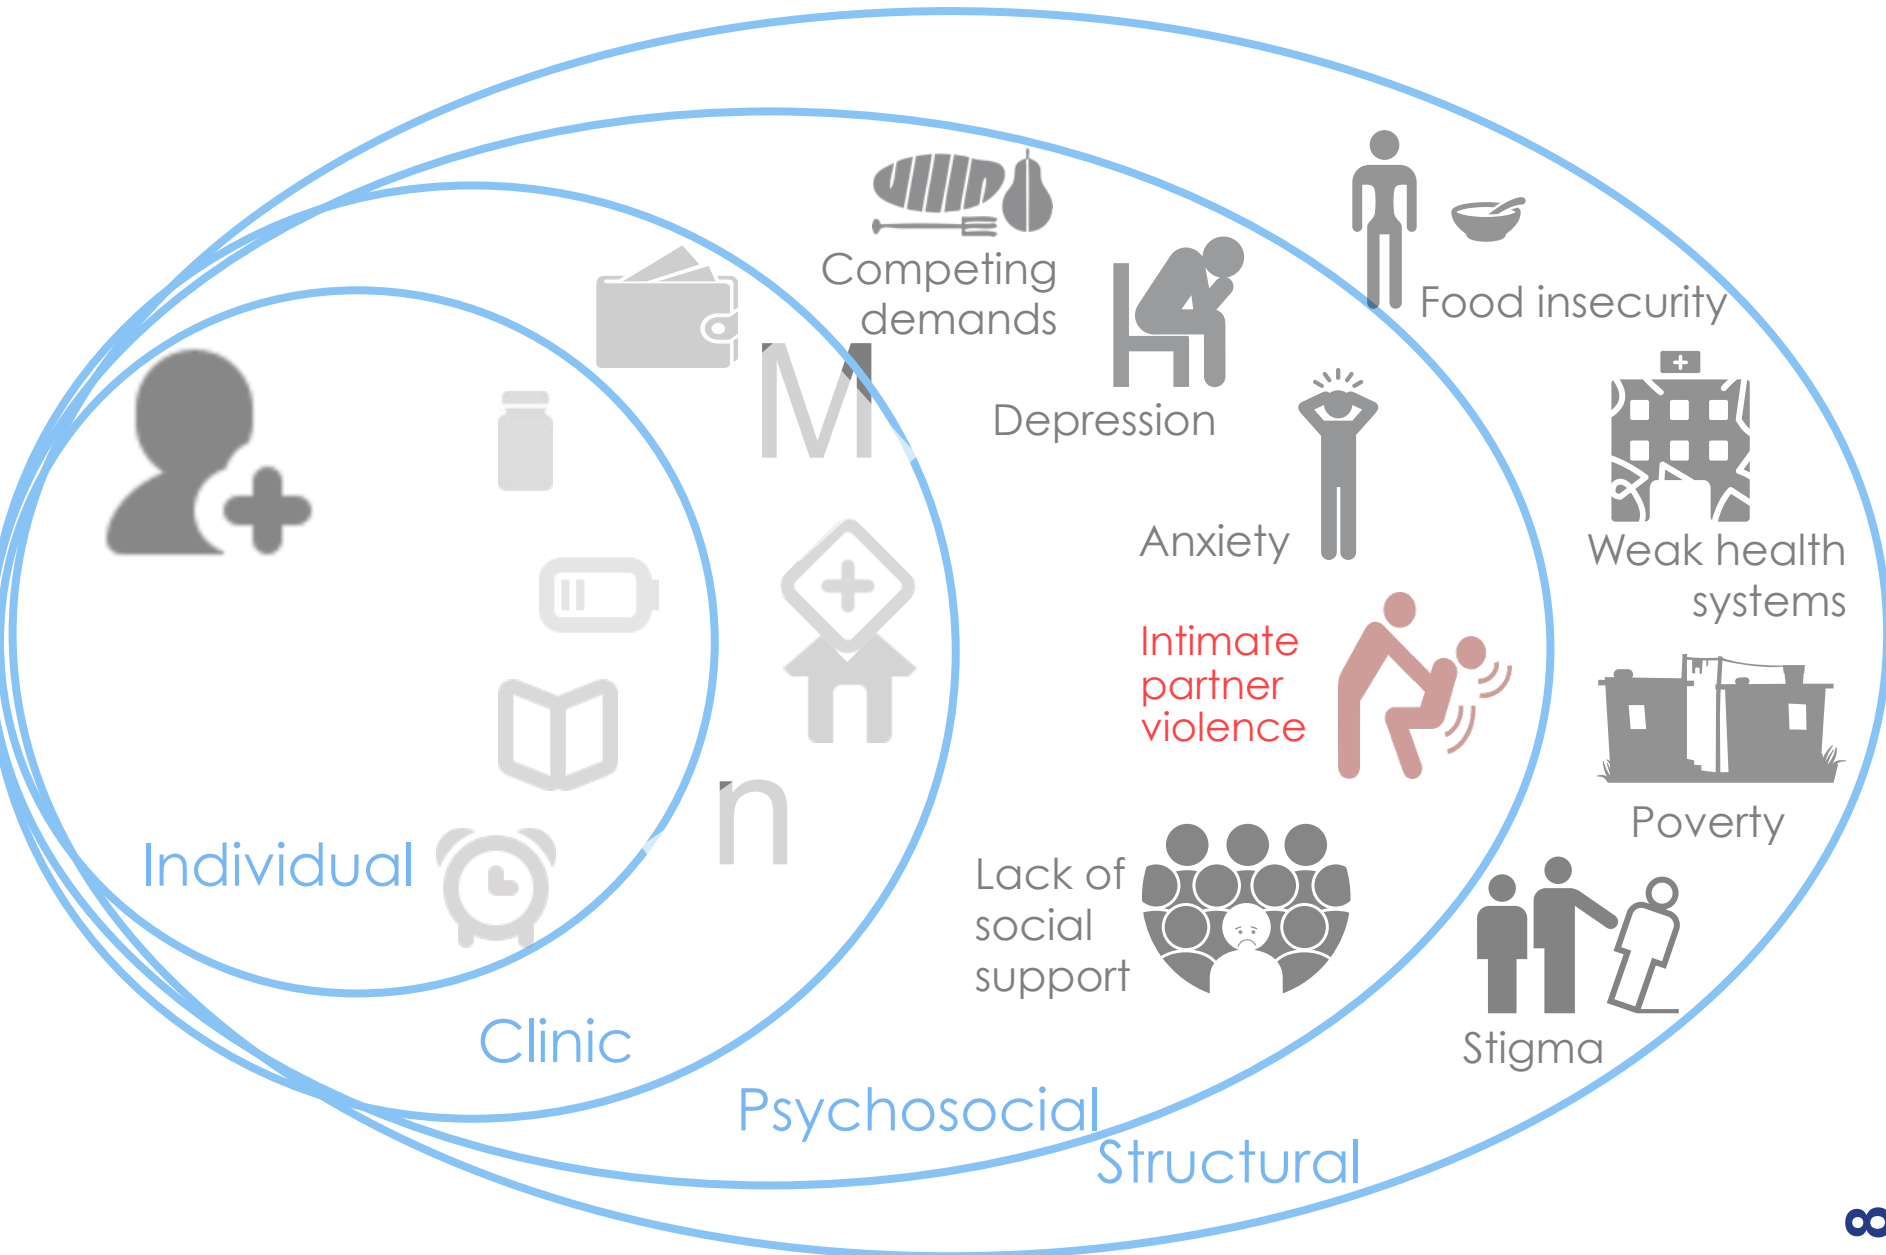 Competing
demands
Food insecurity
M
Depression
Anxiety
Weak health
systems
Intimate
partner
violence
n
Poverty
Individual
Lack of
social
support
Clinic
Stigma
Psychosocial
Structural
8